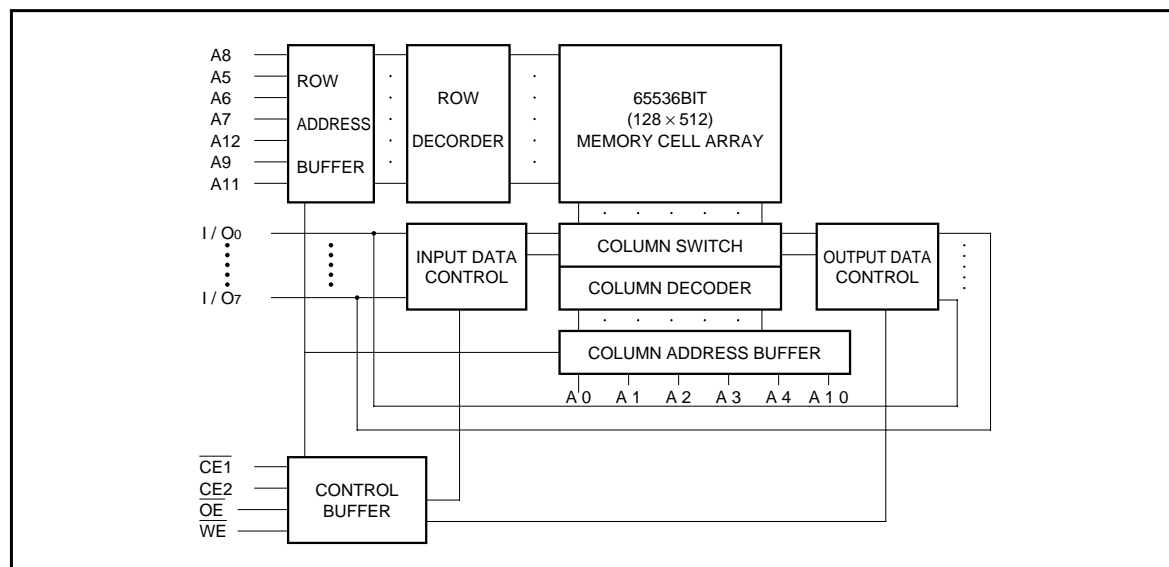 A8
A5
A6
A7
A12
A9
A11
ROW
ADDRESS
BUFFER
ROW
DECORDER
65536BIT
(128 × 512)
MEMORY CELL ARRAY
I / O0
I / O7
INPUT DATA
CONTROL
COLUMN SWITCH
COLUMN DECODER
OUTPUT DATA
CONTROL
COLUMN ADDRESS BUFFER
A 0 A 1 A 2 A 3 A 4 A 1 0
CE1
CE2
OE
WE
CONTROL
BUFFER